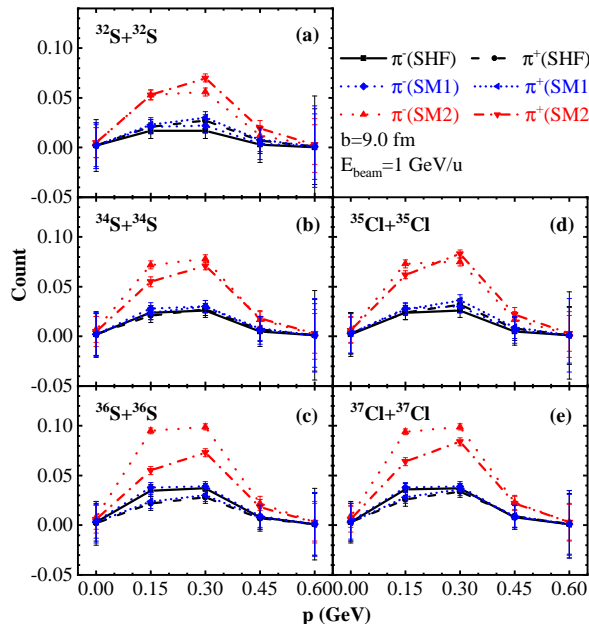 ³²S+³²S
(a)
π⁻(SHF) π⁺(SHF)
π⁻(SM1) π⁺(SM1
π⁻(SM2) π⁺(SM2
b=9.0 fm
E_beam=1 GeV/u
0.10
0.05
0.00
-0.05
³⁴S+³⁴S
(b)
³⁵Cl+³⁵Cl
(d)
0.10
0.05
0.00
-0.05
Count
³⁶S+³⁶S
(c)
³⁷Cl+³⁷Cl
(e)
0.10
0.05
0.00
-0.05
0.00 0.15 0.30 0.45 0.60 0.00 0.15 0.30 0.45 0.60
p (GeV)